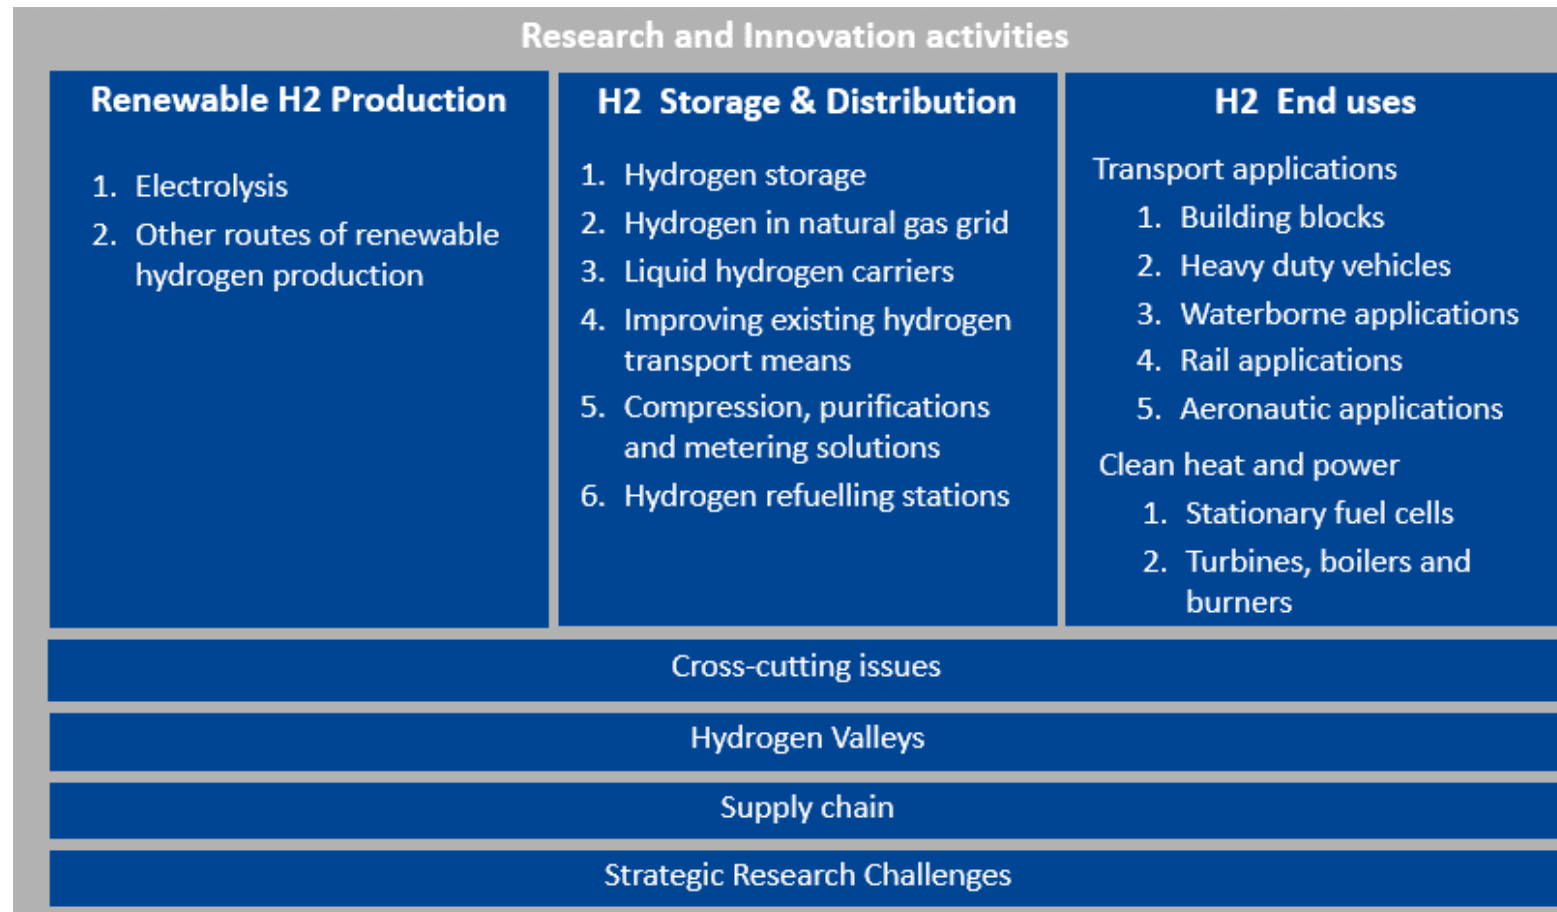 Research and Innovation activities
Renewable H2 Production
1. Electrolysis
2. Other routes of renewable
hydrogen production
H2 Storage & Distribution
1. Hydrogen storage
2. Hydrogen in natural gas grid
3. Liquid hydrogen carriers
4. Improving existing hydrogen
transport means
5. Compression, purifications
and metering solutions
6. Hydrogen refuelling stations
H2 End uses
Transport applications
1. Building blocks
2. Heavy duty vehicles
3. Waterborne applications
4. Rail applications
5. Aeronautic applications
Clean heat and power
1. Stationary fuel cells
2. Turbines, boilers and
burners
Cross-cutting issues
Hydrogen Valleys
Supply chain
Strategic Research Challenges